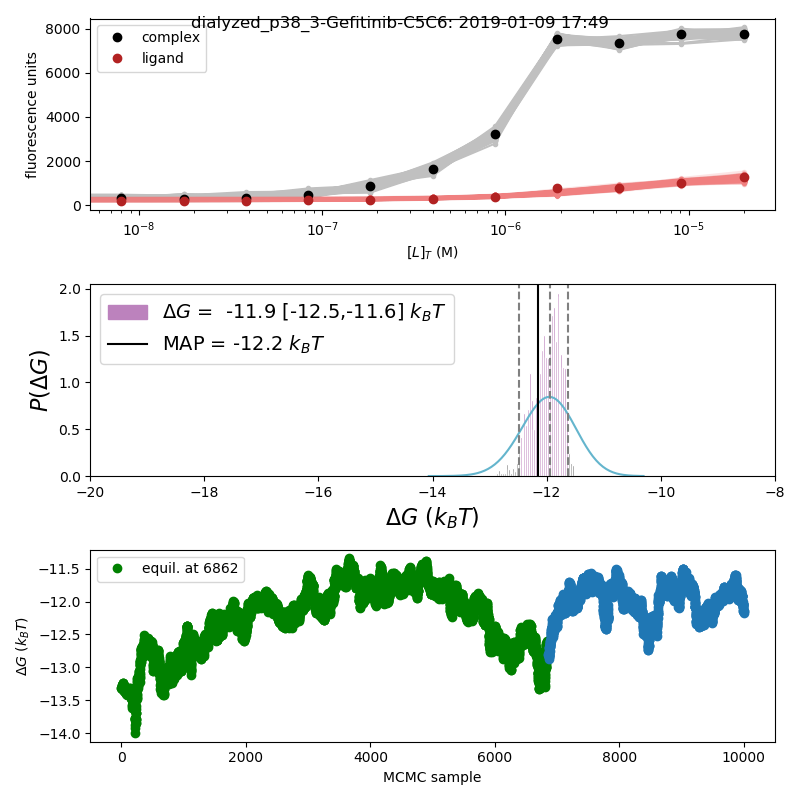 dialyzed_p38_3-Gefitinib-C5C6: 2019-01-09 17:49
complex
ligand
8000
6000
4000
2000
0
fluorescence units
10⁻⁸ 10⁻⁷ 10⁻⁶ 10⁻⁵
[L]_T (M)
ΔG = -11.9 [-12.5,-11.6] k_BT
MAP = -12.2 k_BT
2.0
1.5
1.0
0.5
0.0
P(ΔG)
−20 −18 −16 −14 −12 −10 −8
ΔG (k_BT)
equil. at 6862
−11.5
−12.0
−12.5
−13.0
−13.5
−14.0
ΔG (k_BT)
0 2000 4000 6000 8000 10000
MCMC sample